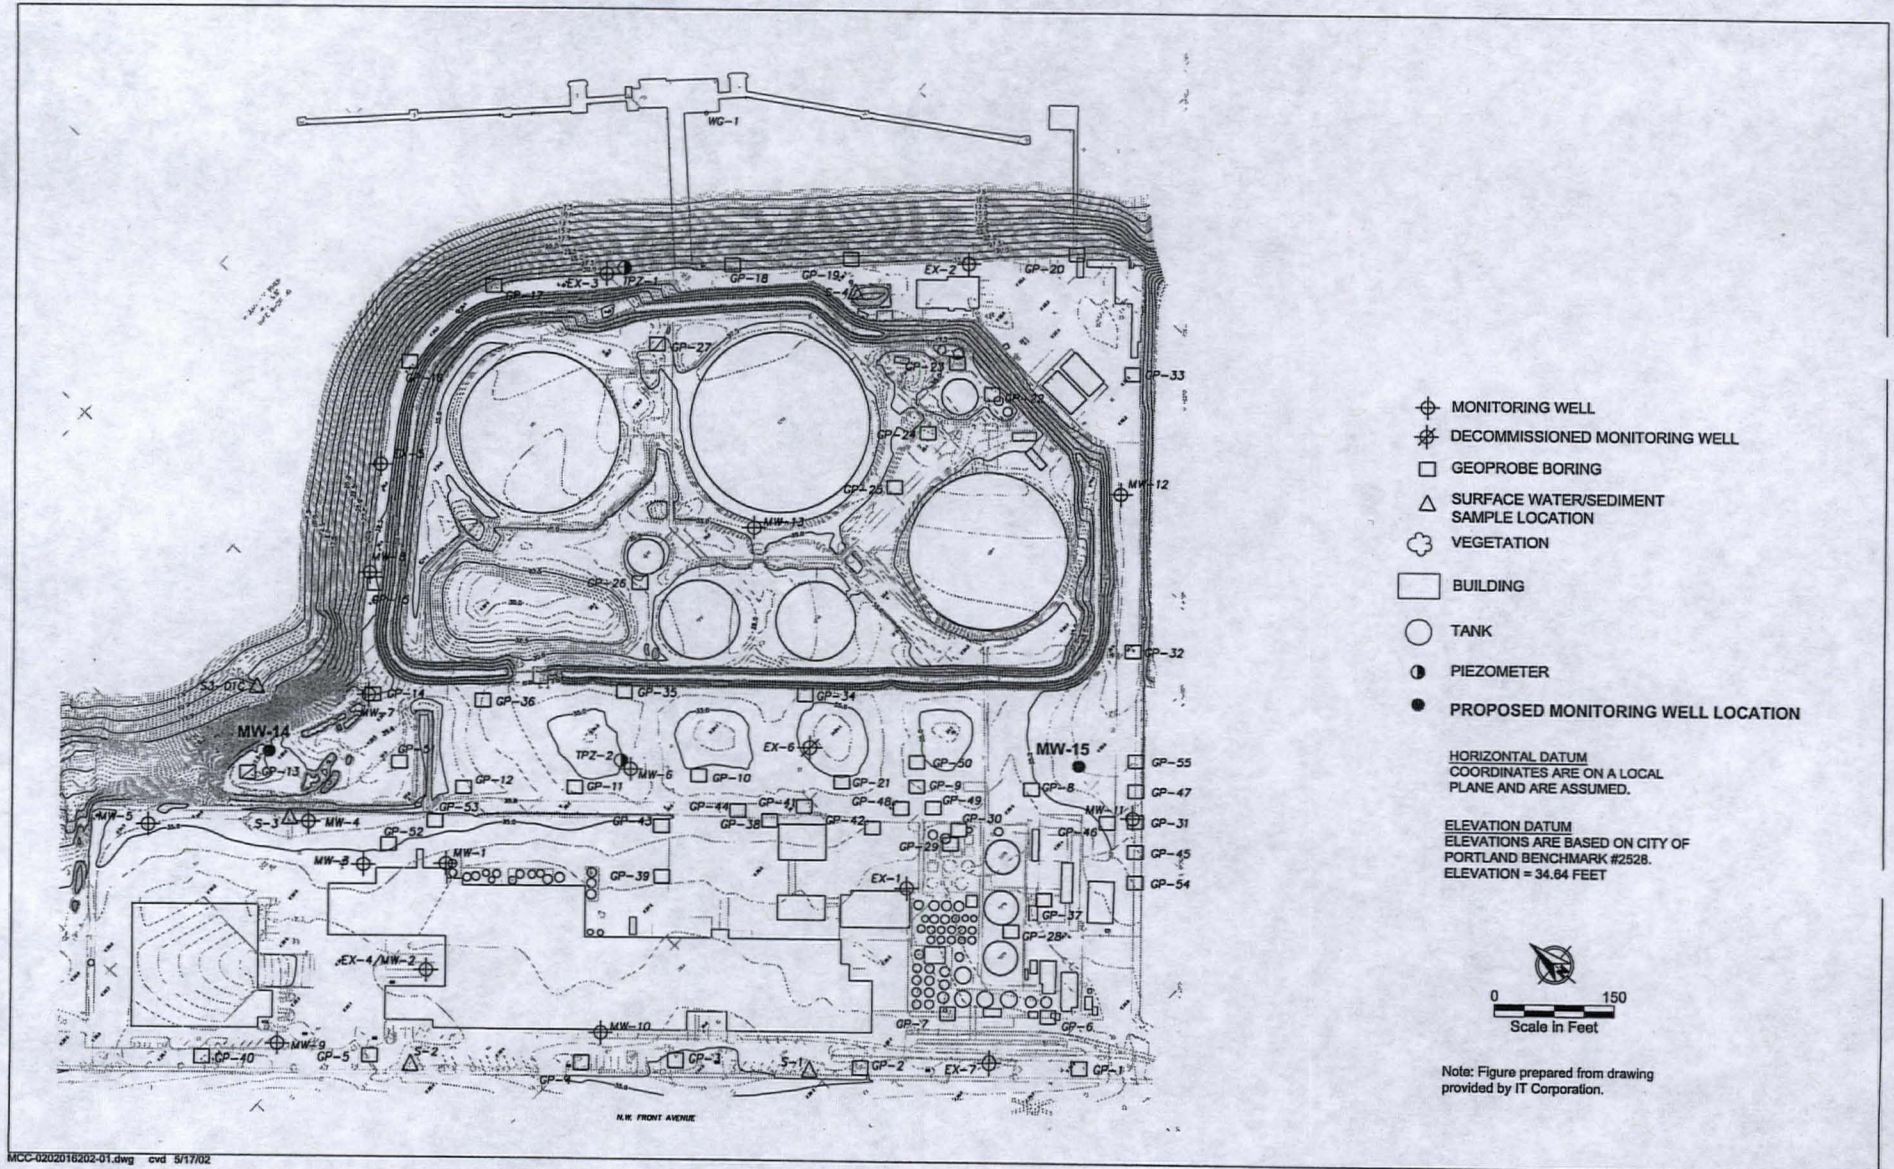 WG-1
EX-3
TPZ-1
GP-17
GP-18
GP-19
S-4
EX-2
GP-20
GP-27
GP-16
GP-23
GP-22
GP-33
GP-24
EX-5
GP-25
MW-12
MW-13
MW-8
GP-15
GP-26
GP-32
S3-DTC
GP-14
MW-7
GP-36
GP-35
GP-34
MW-14
GP-13
TPZ-2
MW-6
EX-6
GP-10
GP-21
GP-50
MW-15
GP-55
GP-12
GP-11
GP-9
GP-8
GP-47
GP-53
GP-44
GP-41
GP-48
GP-49
MW-11
MW-5
S-3
MW-4
GP-52
GP-43
GP-38
GP-42
GP-30
GP-46
GP-31
GP-29
GP-45
MW-3
MW-1
GP-39
EX-1
GP-54
GP-37
GP-28
EX-4/MW-2
GP-7
GP-6
MW-10
MW-9
GP-40
GP-5
S-2
GP-4
GP-3
S-1
GP-2
EX-7
GP-1
N.W. FRONT AVENUE
MONITORING WELL
DECOMMISSIONED MONITORING WELL
GEOPROBE BORING
SURFACE WATER/SEDIMENT
SAMPLE LOCATION
VEGETATION
BUILDING
TANK
PIEZOMETER
PROPOSED MONITORING WELL LOCATION
HORIZONTAL DATUM
COORDINATES ARE ON A LOCAL
PLANE AND ARE ASSUMED.
ELEVATION DATUM
ELEVATIONS ARE BASED ON CITY OF
PORTLAND BENCHMARK #2528.
ELEVATION = 34.64 FEET
0 150
Scale in Feet
Note: Figure prepared from drawing
provided by IT Corporation.
MCC-0202016202-01.dwg cvd 5/17/02